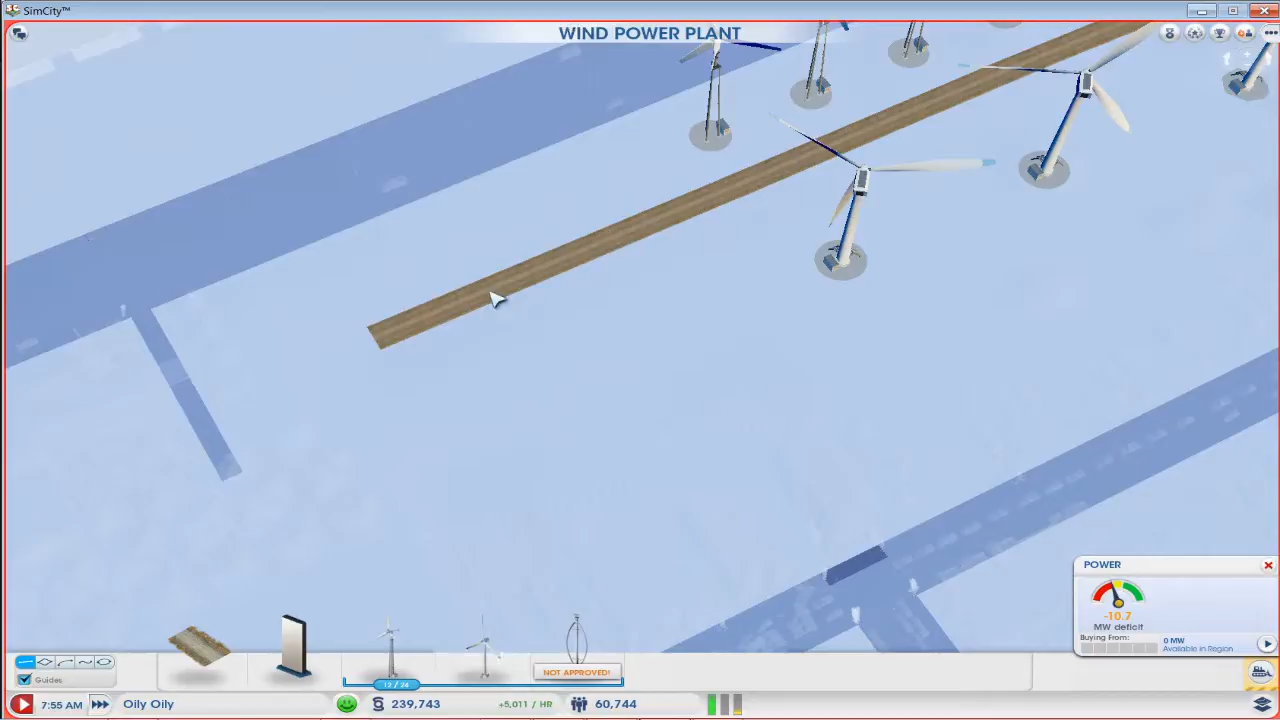 SimCity™
WIND POWER PLANT
POWER
-10.7
MW deficit
Buying From:
0 MW
Available in Region
NOT APPROVED!
Guides
12 / 24
7:55 AM
Oily Oily
239,743
+5,011 / HR
60,744